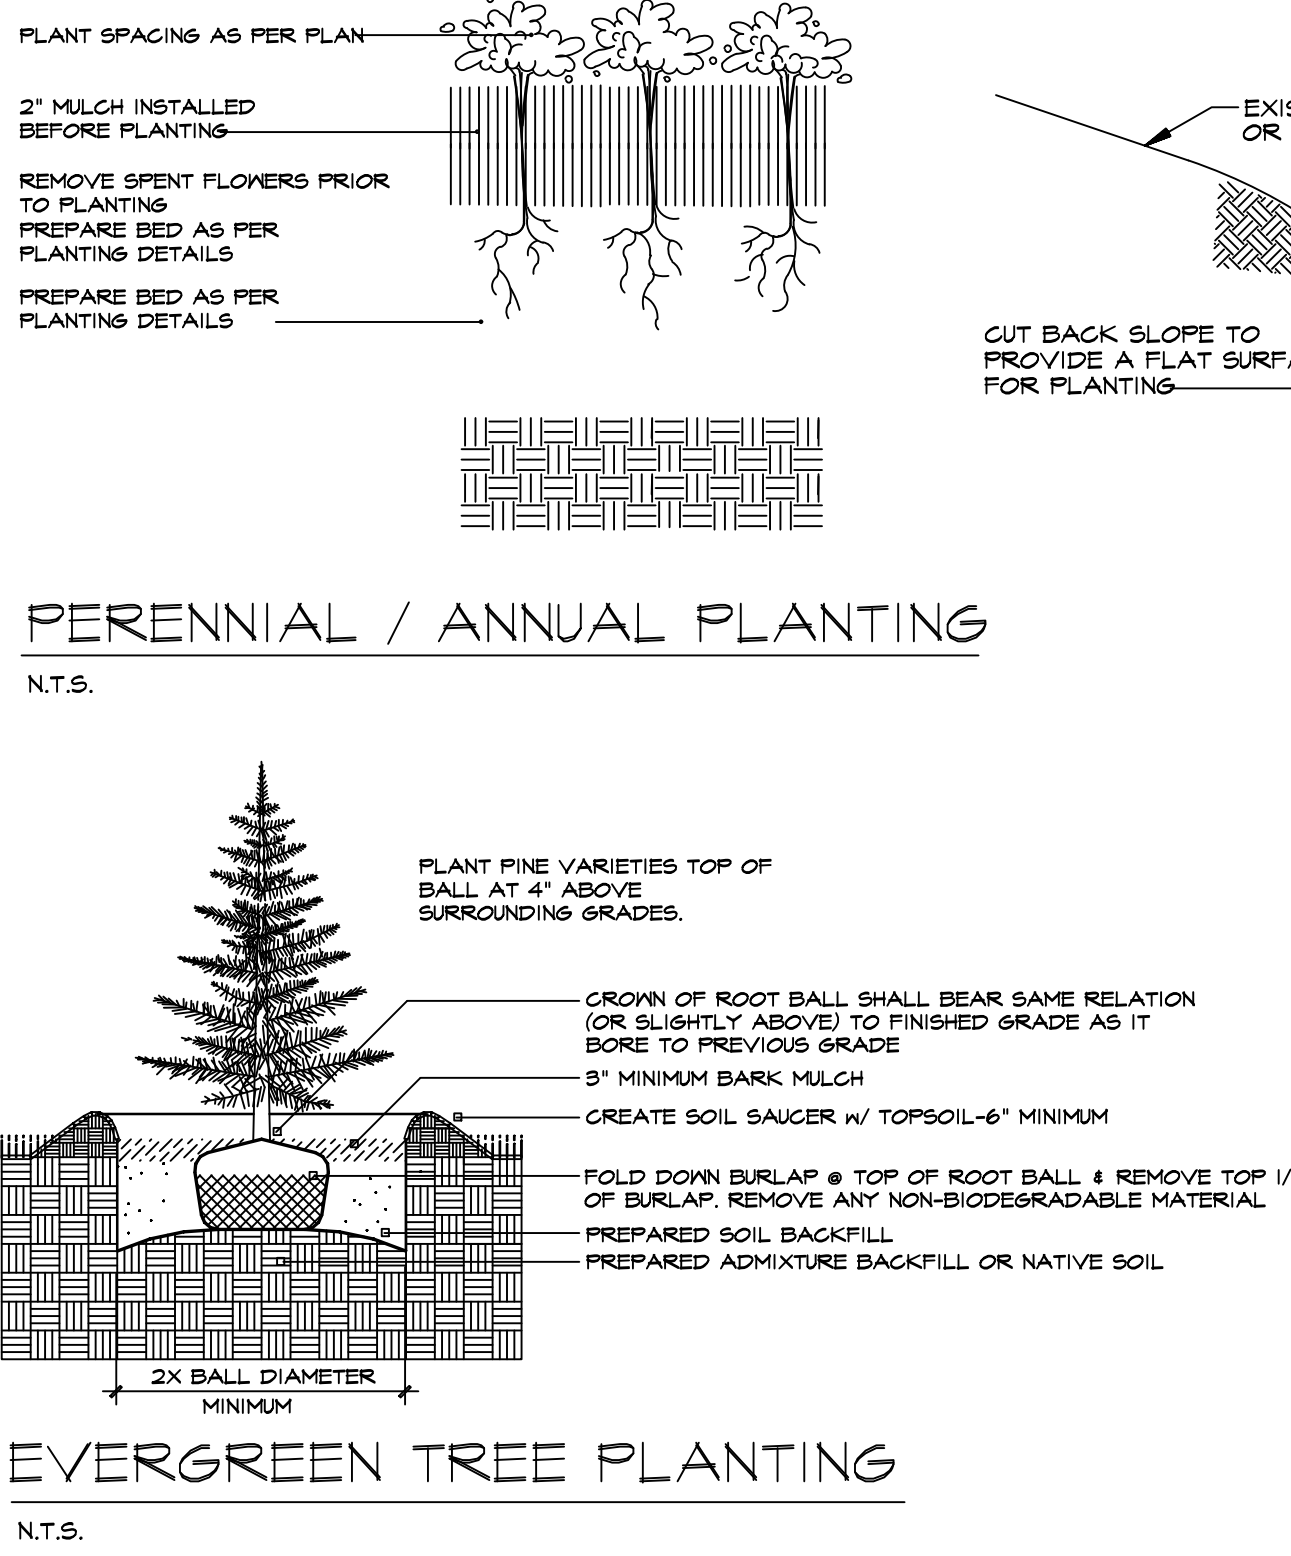 PLANT SPACING AS PER PLAN
2" MULCH INSTALLED
BEFORE PLANTING
REMOVE SPENT FLOWERS PRIOR
TO PLANTING
PREPARE BED AS PER
PLANTING DETAILS
PREPARE BED AS PER
PLANTING DETAILS
OR
CUT BACK SLOPE TO
PROVIDE A FLAT
FOR PLANTING
PERENNIAL / ANNUAL PLANTING
N.T.S.
PLANT PINE VARIETIES TOP OF
BALL AT 4" ABOVE
SURROUNDING GRADES.
CROWN OF ROOT BALL SHALL BEAR SAME RELATION
(OR SLIGHTLY ABOVE) TO FINISHED GRADE AS IT
BORE TO PREVIOUS GRADE
3" MINIMUM BARK MULCH
CREATE SOIL SAUCER W/ TOPSOIL-6" MINIMUM
FOLD DOWN BURLAP @ TOP OF ROOT BALL & REMOVE TOP
OF BURLAP. REMOVE ANY NON-BIODEGRADABLE MATERIAL
PREPARED SOIL BACKFILL
PREPARED ADMIXTURE BACKFILL OR NATIVE SOIL
2X BALL DIAMETER
MINIMUM
EVERGREEN TREE PLANTING
N.T.S.